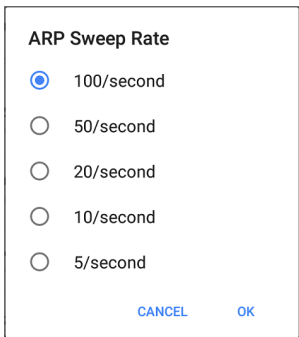 ARP Sweep Rate
100/second
50/second
20/second
10/second
5/second
CANCEL OK